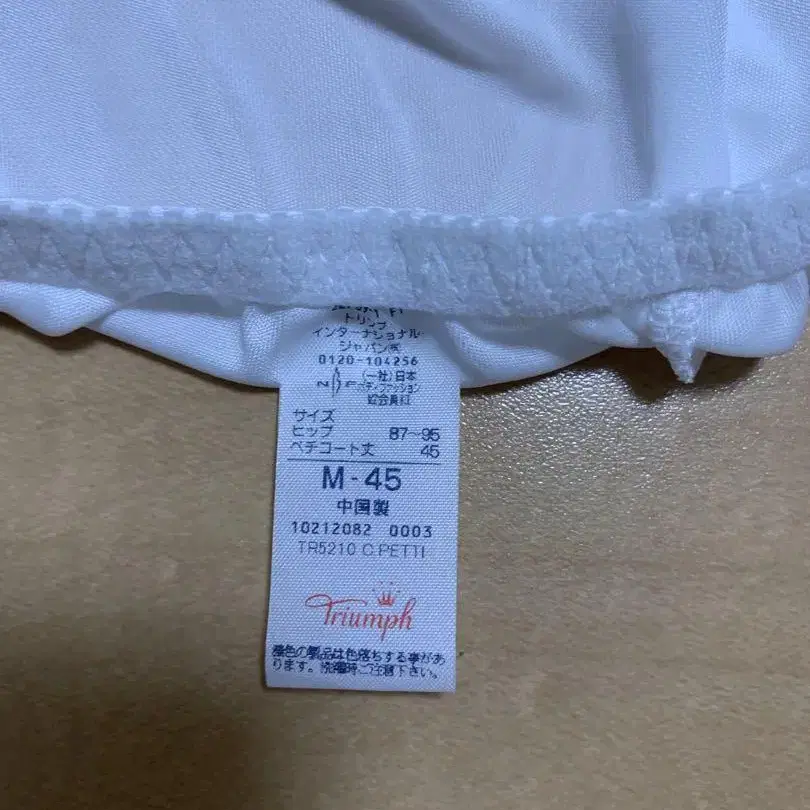 トリンプ・
インターナショナル・
ジャパン㈱
0120-104256
(一社)日本
ボディファッション
協会員
サイズ
ヒップ 87～95
ペチコート丈 45
M - 45
中国製
10212082 0003
TR5210 C.PETTI
Triumph
濃色の製品は色落ちする事があ
ります。洗濯時ご注意下さい。